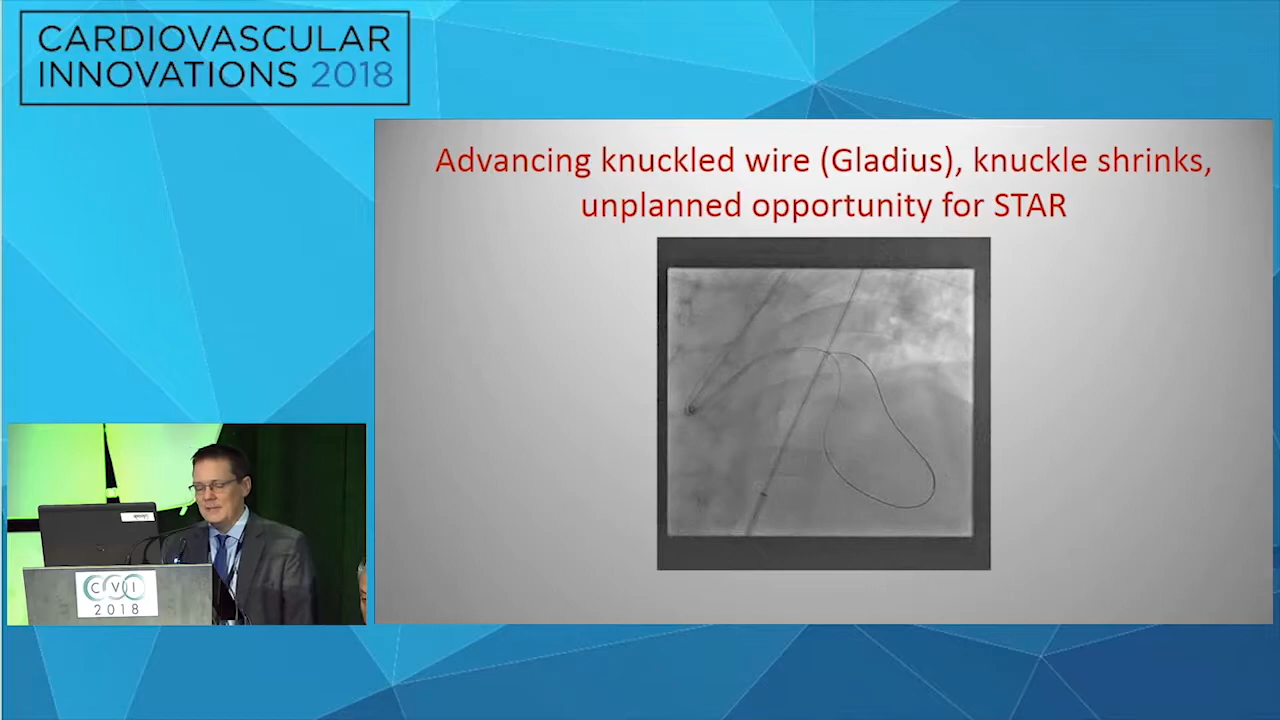 CARDIOVASCULAR
INNOVATIONS 2018
Advancing knuckled wire (Gladius), knuckle shrinks,
unplanned opportunity for STAR
CVI
2018